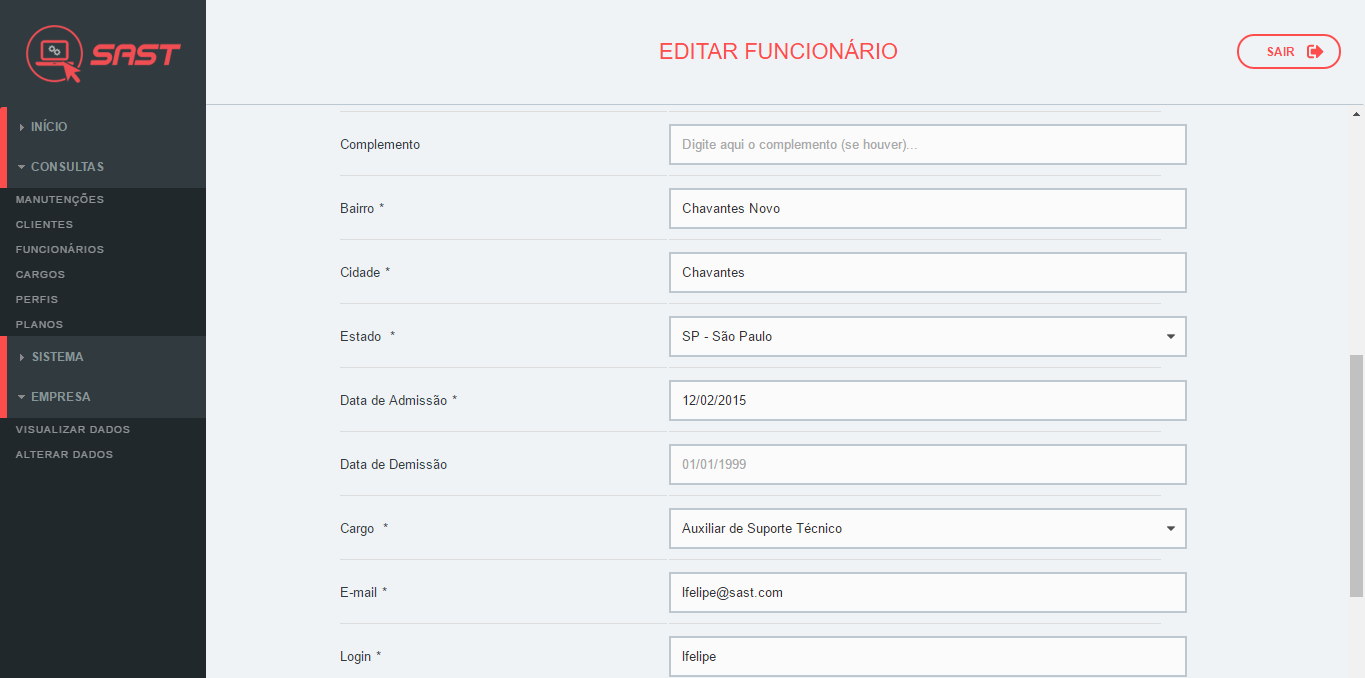 SAST
EDITAR FUNCIONÁRIO
SAIR
INÍCIO
CONSULTAS
MANUTENÇÕES
CLIENTES
FUNCIONÁRIOS
CARGOS
PERFIS
PLANOS
SISTEMA
EMPRESA
VISUALIZAR DADOS
ALTERAR DADOS
Complemento Digite aqui o complemento (se houver)...
Bairro * Chavantes Novo
Cidade * Chavantes
Estado * SP - São Paulo
Data de Admissão * 12/02/2015
Data de Demissão 01/01/1999
Cargo * Auxiliar de Suporte Técnico
E-mail * lfelipe@sast.com
Login * lfelipe